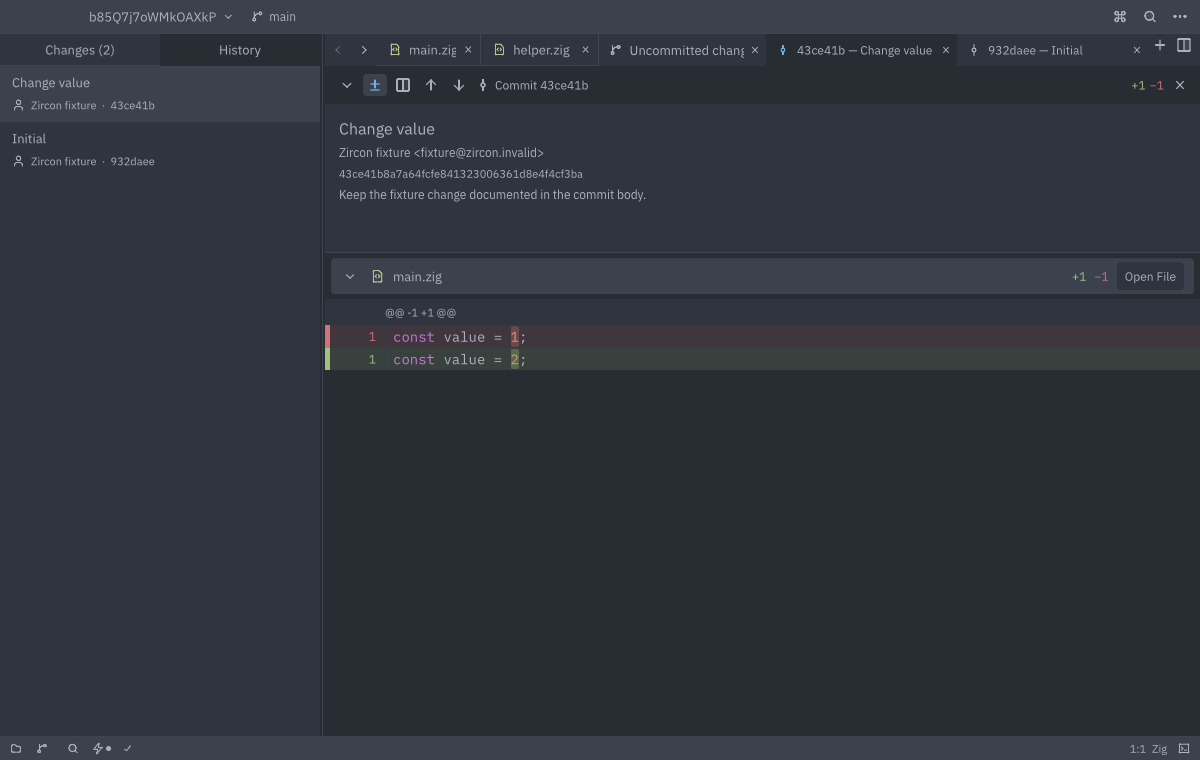 b85Q7j7oWMkOAXkP main
Changes (2) History
main.zig helper.zig Uncommitted chang 43ce41b — Change value 932daee — Initial
Change value
Zircon fixture · 43ce41b
Initial
Zircon fixture · 932daee
Commit 43ce41b +1 −1
Change value
Zircon fixture <fixture@zircon.invalid>
43ce41b8a7a64fcfe841323006361d8e4f4cf3ba
Keep the fixture change documented in the commit body.
main.zig +1 −1 Open File
@@ -1 +1 @@
1 const value = 1;
1 const value = 2;
1:1 Zig